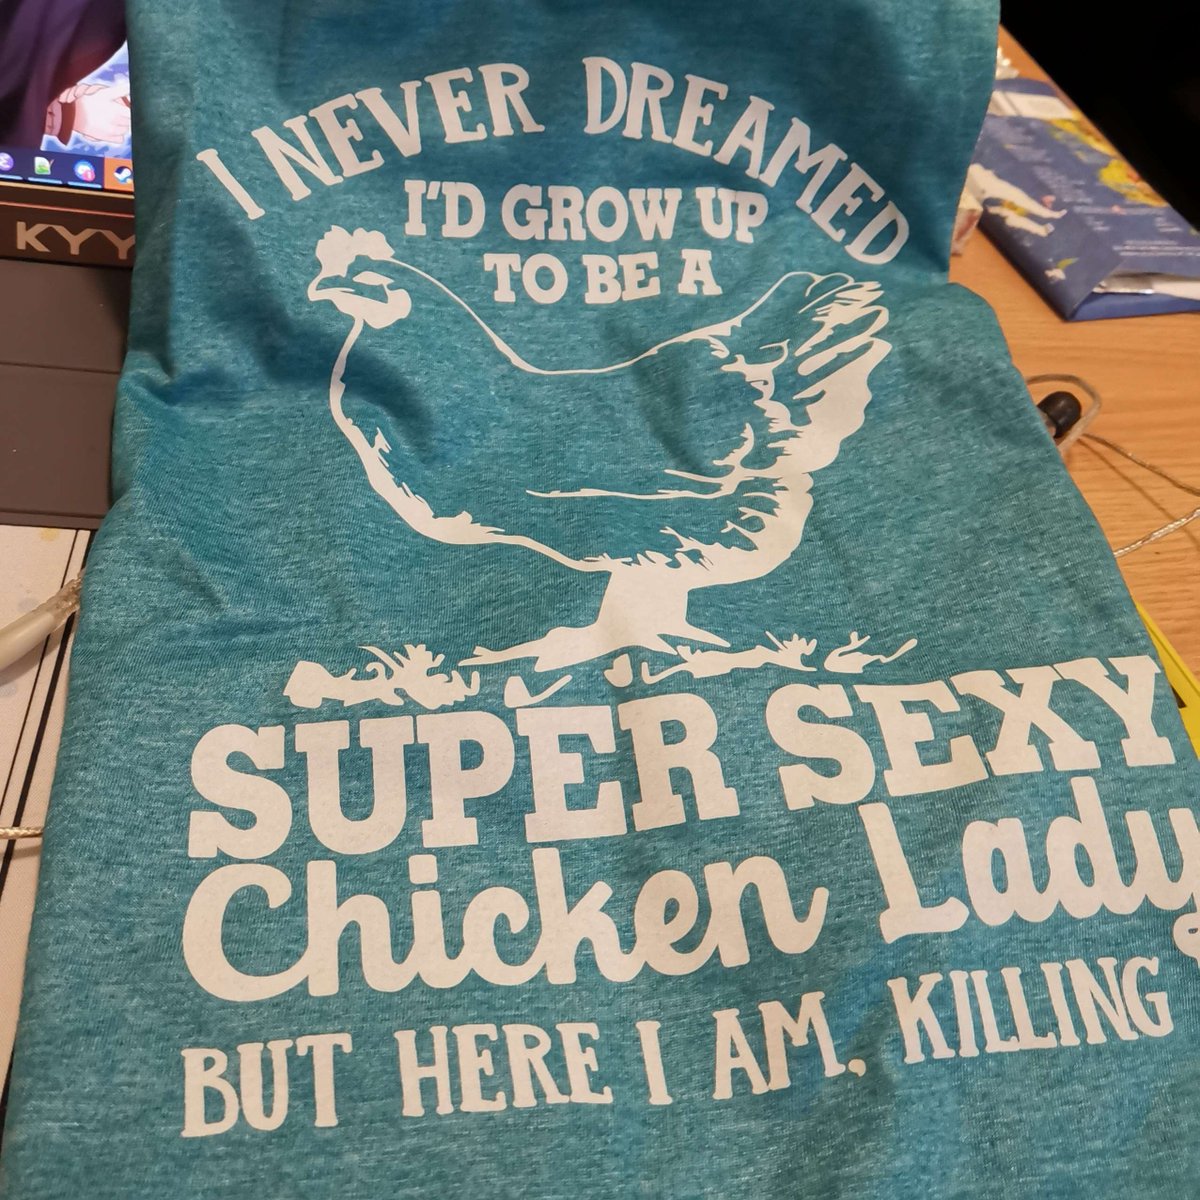 I NEVER DREAMED
I'D GROW UP
TO BE A
SUPER SEXY
Chicken Lady
BUT HERE I AM, KILLING
KYY